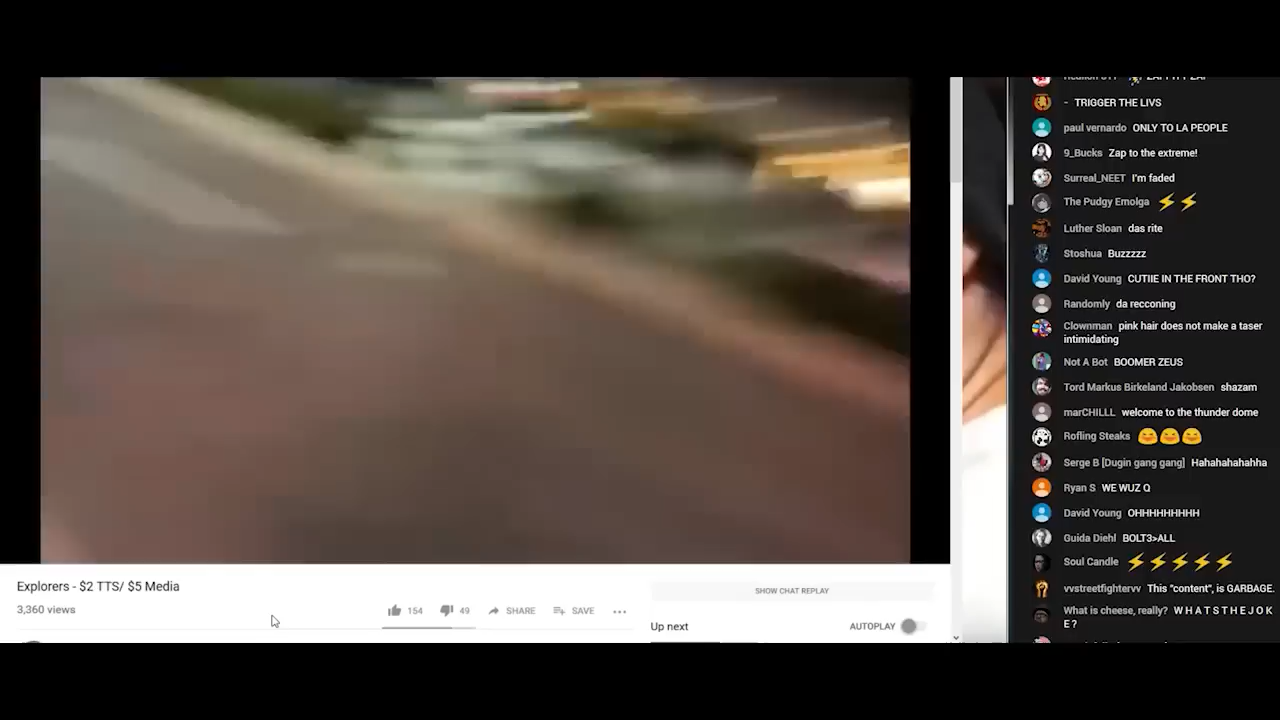 Explorers - $2 TTS/ $5 Media
3,360 views
154
49
SHARE
SAVE
SHOW CHAT REPLAY
Up next
AUTOPLAY
- TRIGGER THE LIVS
paul vernardo ONLY TO LA PEOPLE
9_Bucks Zap to the extreme!
Surreal_NEET I'm faded
The Pudgy Emolga ⚡⚡
Luther Sloan das rite
Stoshua Buzzzzz
David Young CUTIIE IN THE FRONT THO?
Randomly da recconing
Clownman pink hair does not make a taser
intimidating
Not A Bot BOOMER ZEUS
Tord Markus Birkeland Jakobsen shazam
marCHILLL welcome to the thunder dome
Rofling Steaks 😆😆😆
Serge B [Dugin gang gang] Hahahahahahha
Ryan S WE WUZ Q
David Young OHHHHHHHHH
Guida Diehl BOLT3>ALL
Soul Candle ⚡⚡⚡⚡⚡
vvstreetfightervv This "content", is GARBAGE.
What is cheese, really? W H A T S T H E J O K
E ?